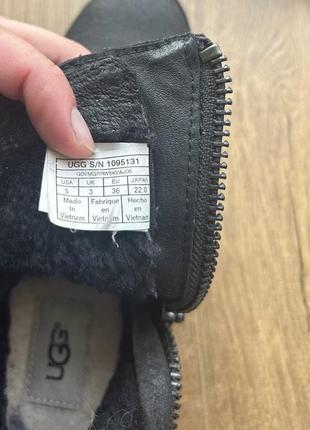 UGG S/N 1095131
USA UK EU JAPAN
5 3 36 22.0
Made In Vietnam
Fabrique en Vietnam
Hecho en Vietnam
UGG